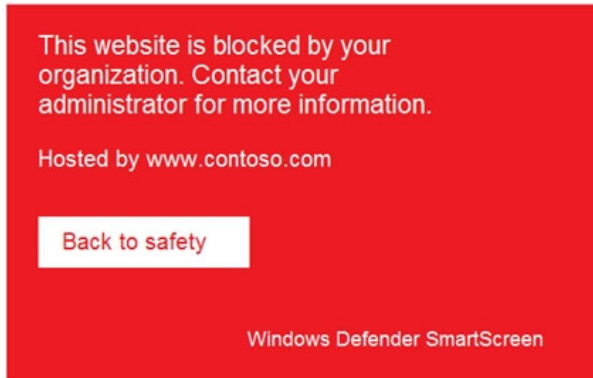 This website is blocked by your
organization. Contact your
administrator for more information.
Hosted by www.contoso.com
Back to safety
Windows Defender SmartScreen